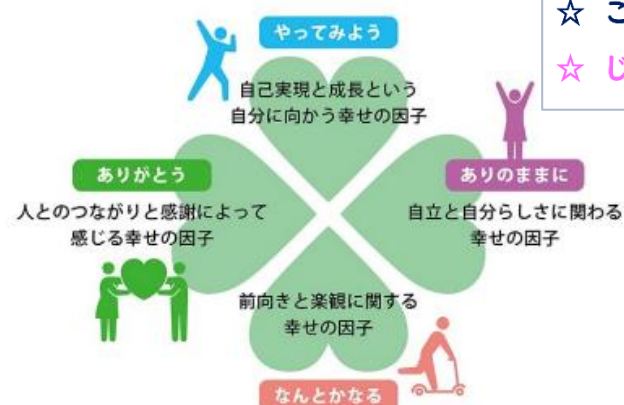 やってみよう
自己実現と成長という
自分に向かう幸せの因子
☆ こ
☆ じ
ありがとう
人とのつながりと感謝によって
感じる幸せの因子
ありのままに
自立と自分らしさに関わる
幸せの因子
前向きと楽観に関する
幸せの因子
なんとかなる